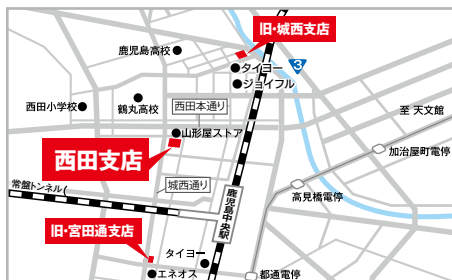 旧・城西支店
鹿児島高校
タイヨー
3
ジョイフル
西田小学校
鶴丸高校
西田本通り
至 天文館
山形屋ストア
西田支店
加治屋町電停
城西通り
常盤トンネル
高見橋電停
鹿児島中央駅
旧・宮田通支店
タイヨー
エネオス
都通電停